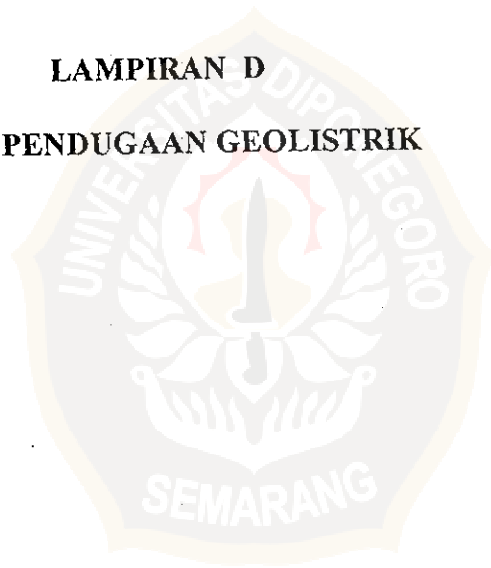 LAMPIRAN D
PENDUGAAN GEOLISTRIK
UNIVERSITAS DIPONEGORO
SEMARANG